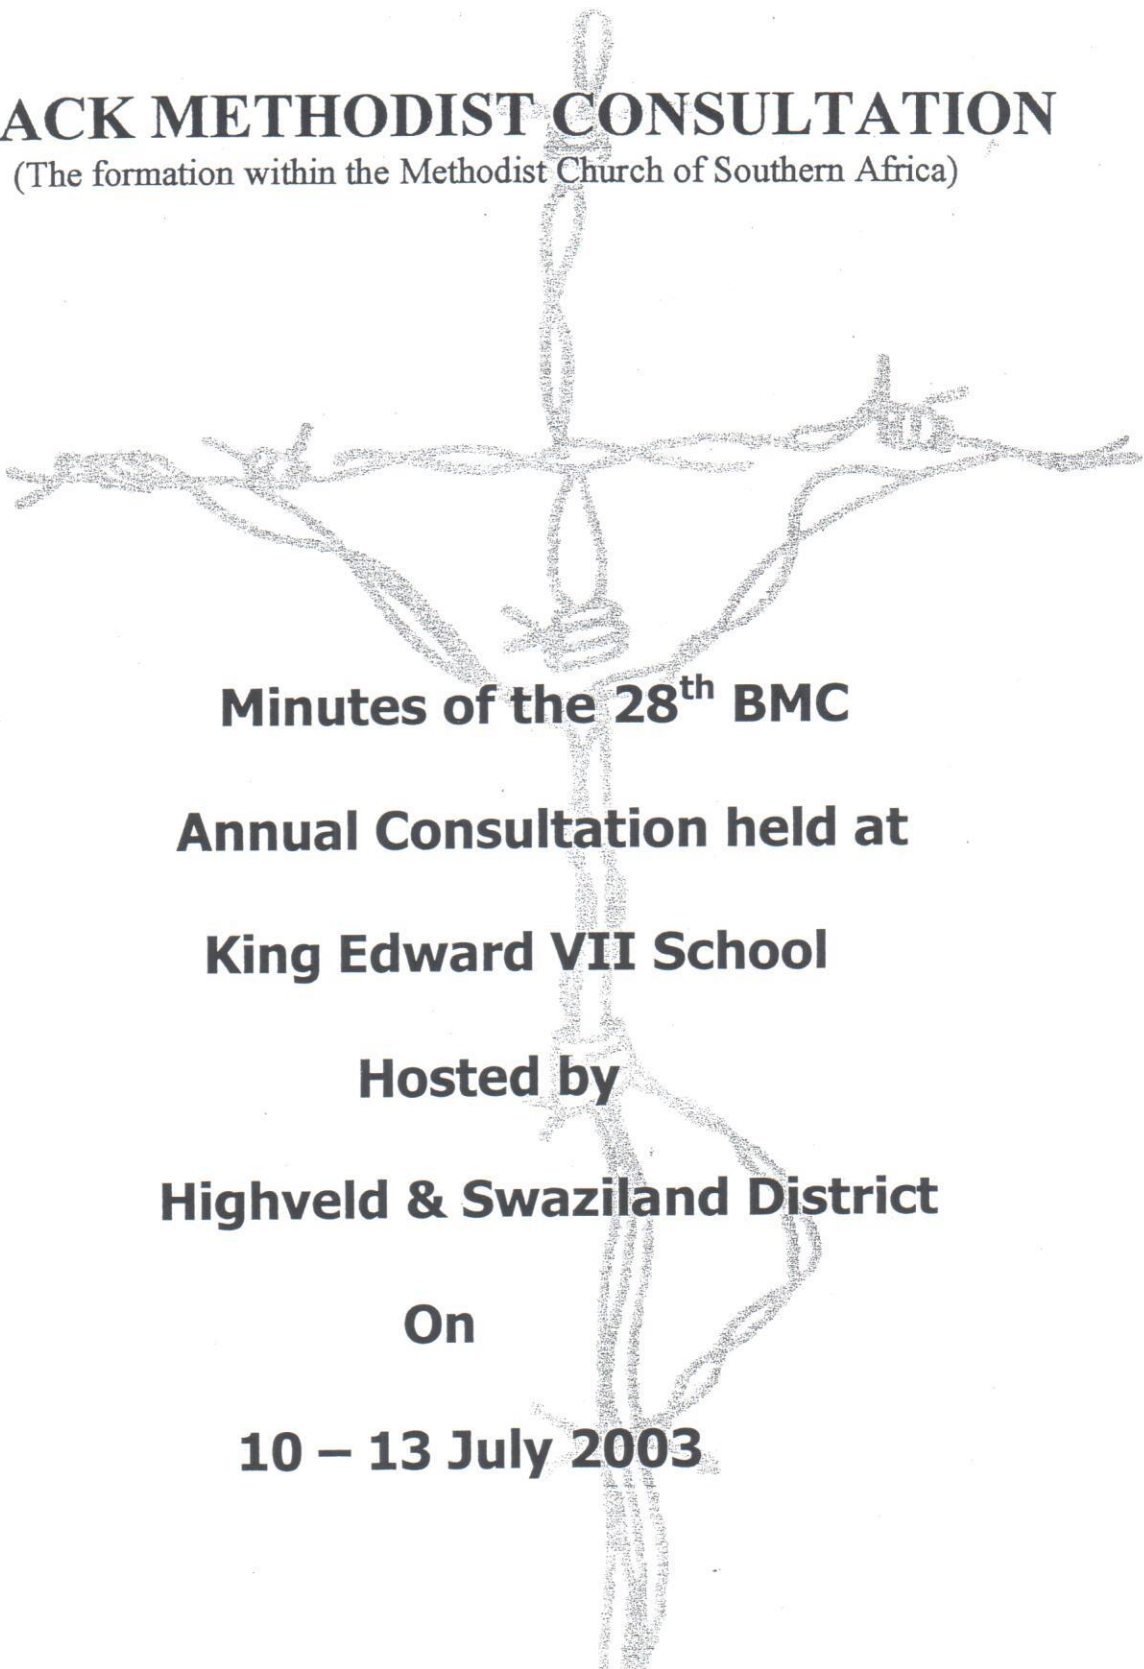 ACK METHODIST CONSULTATION
(The formation within the Methodist Church of Southern Africa)
Minutes of the 28th BMC
Annual Consultation held at
King Edward VII School
Hosted by
Highveld & Swaziland District
On
10 – 13 July 2003